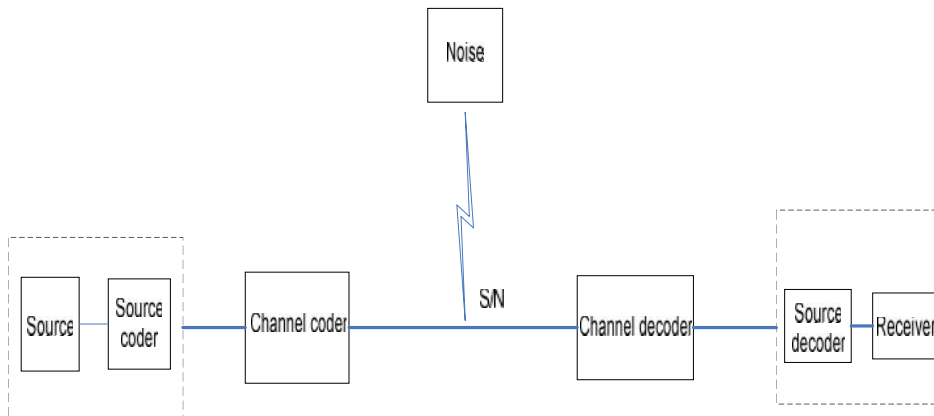 Noise
S/N
Source
Source
coder
Channel coder
Channel decoder
Source
decoder
Receiver